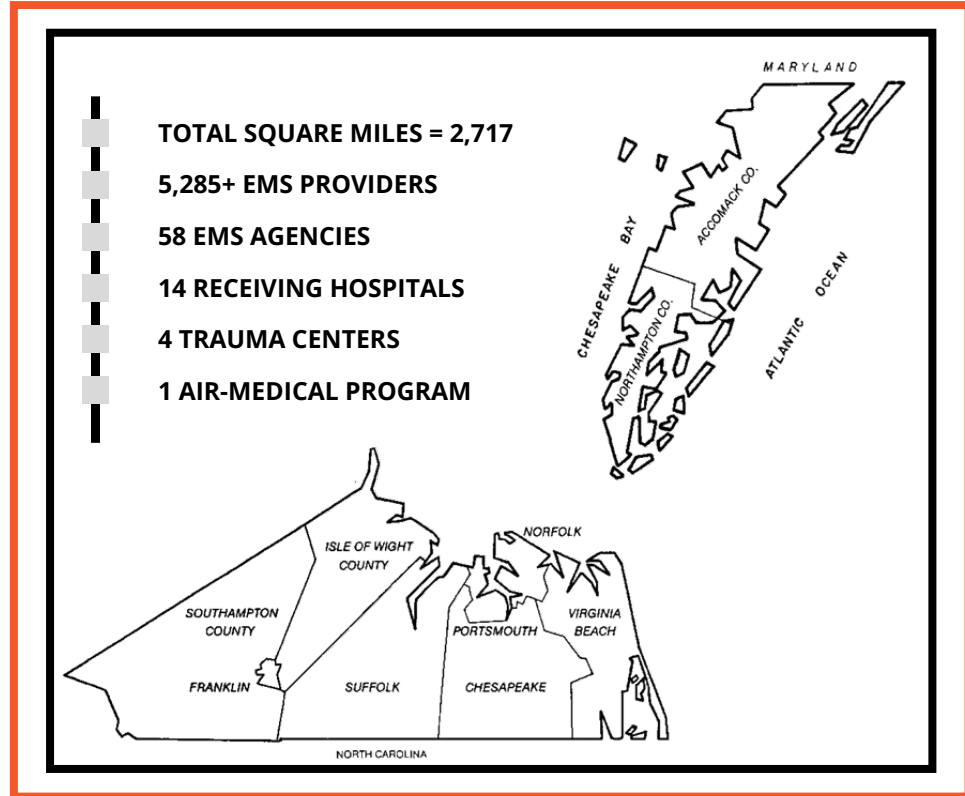 TOTAL SQUARE MILES = 2,717
5,285+ EMS PROVIDERS
58 EMS AGENCIES
14 RECEIVING HOSPITALS
4 TRAUMA CENTERS
1 AIR-MEDICAL PROGRAM
MARYLAND
ACCOMACK CO.
CHESAPEAKE BAY
NORTHAMPTON CO.
ATLANTIC OCEAN
NORFOLK
ISLE OF WIGHT
COUNTY
SOUTHAMPTON
COUNTY
PORTSMOUTH
VIRGINIA
BEACH
FRANKLIN
SUFFOLK
CHESAPEAKE
NORTH CAROLINA